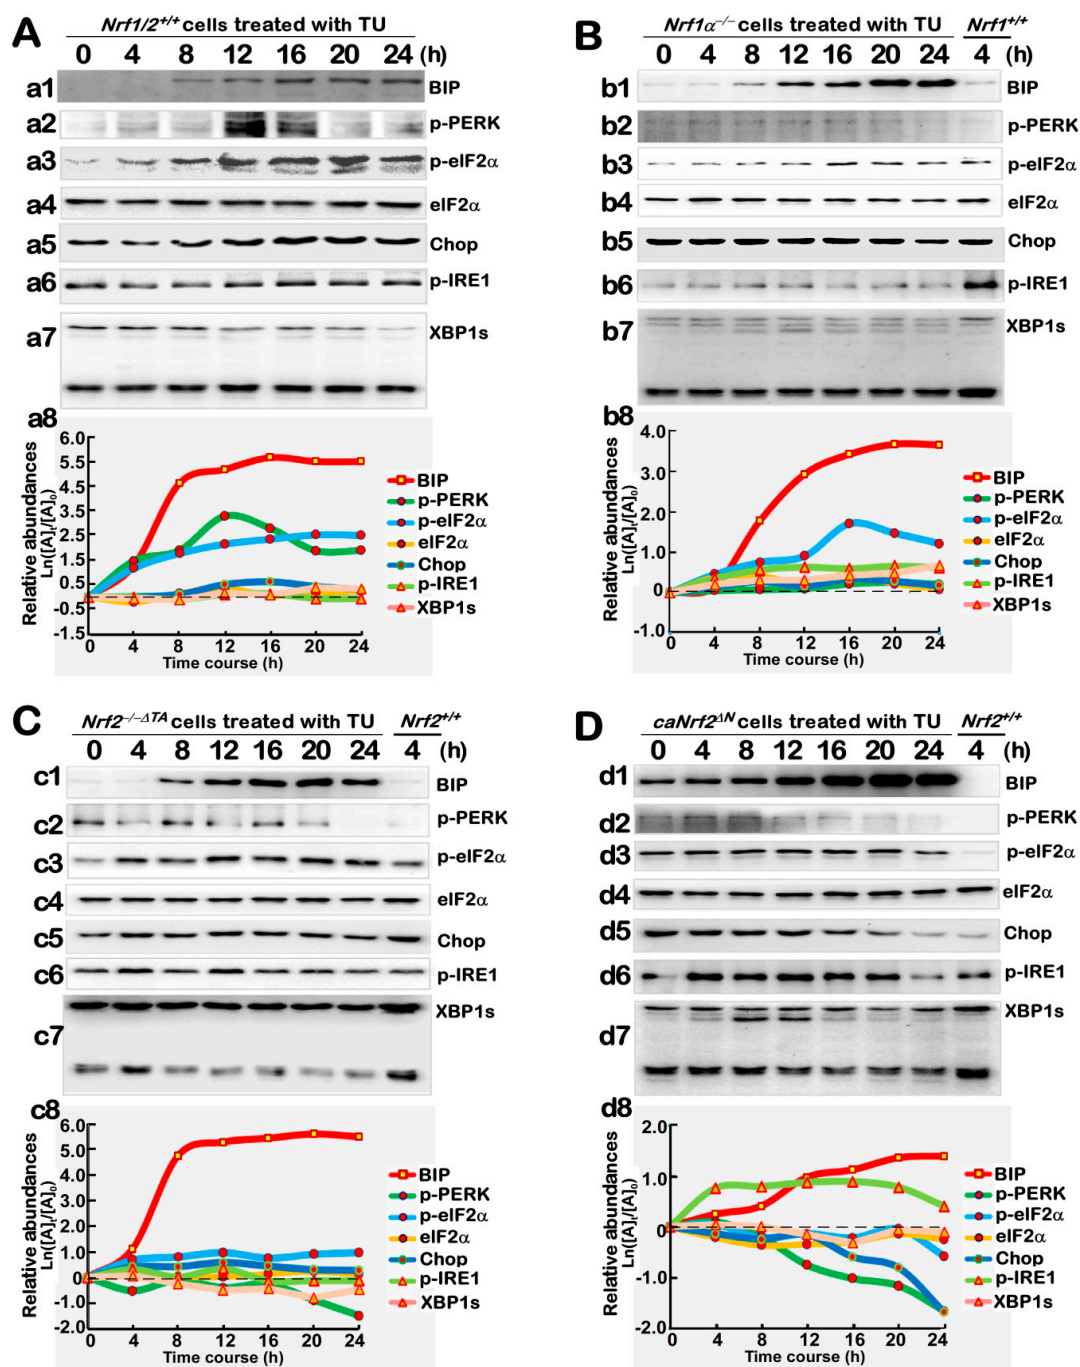 A
Nrf1/2+/+ cells treated with TU
0 4 8 12 16 20 24 (h)
a1 BIP
a2 p-PERK
a3 p-eIF2α
a4 eIF2α
a5 Chop
a6 p-IRE1
a7 XBP1s
a8
Relative abundances
Ln([A]i/[A]0)
6.0
5.5
4.5
3.5
2.5
1.5
0.5
-0.5
-1.5
0 4 8 12 16 20 24
Time course (h)
BIP
p-PERK
p-eIF2α
eIF2α
Chop
p-IRE1
XBP1s
B
Nrf1α−/− cells treated with TU Nrf1+/+
0 4 8 12 16 20 24 4 (h)
b1 BIP
b2 p-PERK
b3 p-eIF2α
b4 eIF2α
b5 Chop
b6 p-IRE1
b7 XBP1s
b8
Relative abundances
Ln([A]i/[A]0)
4.0
3.0
2.0
1.0
0
-1.0
0 4 8 12 16 20 24
Time course (h)
BIP
p-PERK
p-eIF2α
eIF2α
Chop
p-IRE1
XBP1s
C
Nrf2−/−ΔTA cells treated with TU Nrf2+/+
0 4 8 12 16 20 24 4 (h)
c1 BIP
c2 p-PERK
c3 p-eIF2α
c4 eIF2α
c5 Chop
c6 p-IRE1
c7 XBP1s
c8
Relative abundances
Ln([A]i/[A]0)
6.0
5.0
4.0
3.0
2.0
1.0
0
-1.0
-2.0
0 4 8 12 16 20 24
Time course (h)
BIP
p-PERK
p-eIF2α
eIF2α
Chop
p-IRE1
XBP1s
D
caNrf2ΔN cells treated with TU Nrf2+/+
0 4 8 12 16 20 24 4 (h)
d1 BIP
d2 p-PERK
d3 p-eIF2α
d4 eIF2α
d5 Chop
d6 p-IRE1
d7 XBP1s
d8
Relative abundances
Ln([A]i/[A]0)
2.0
1.0
0
-1.0
2.0
0 4 8 12 16 20 24
Time course (h)
BIP
p-PERK
p-eIF2α
eIF2α
Chop
p-IRE1
XBP1s